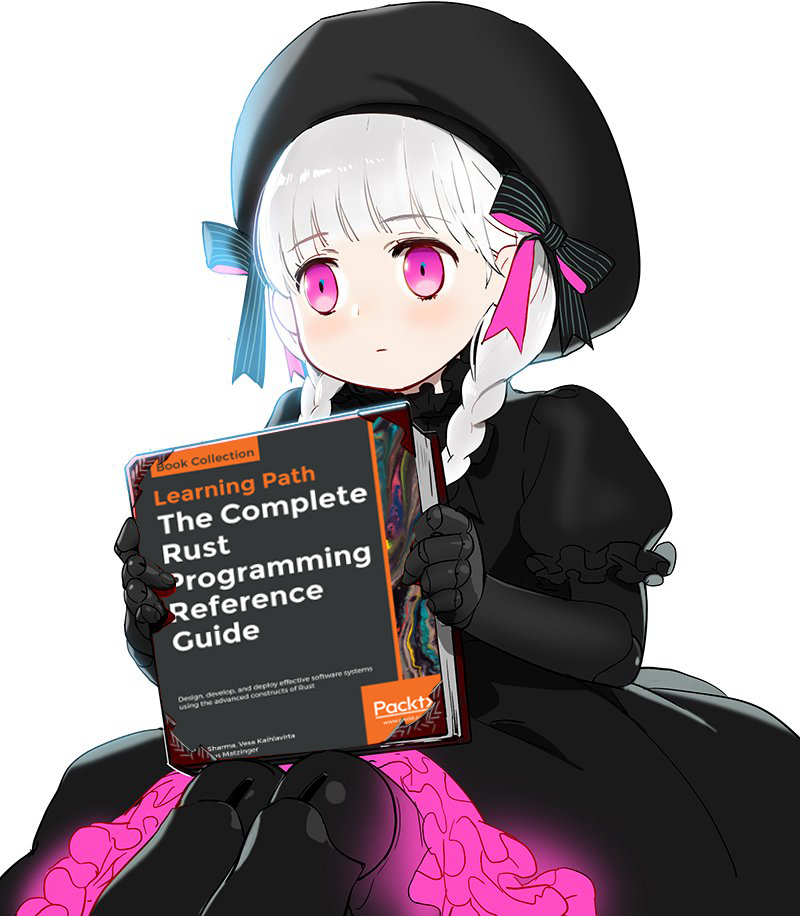 Book Collection
Learning Path
The Complete
Rust
Programming
Reference
Guide
Design, develop, and deploy effective software systems
using the advanced constructs of Rust
Packt>
Sharma, Vesa Kaihlavirta
Matzinger